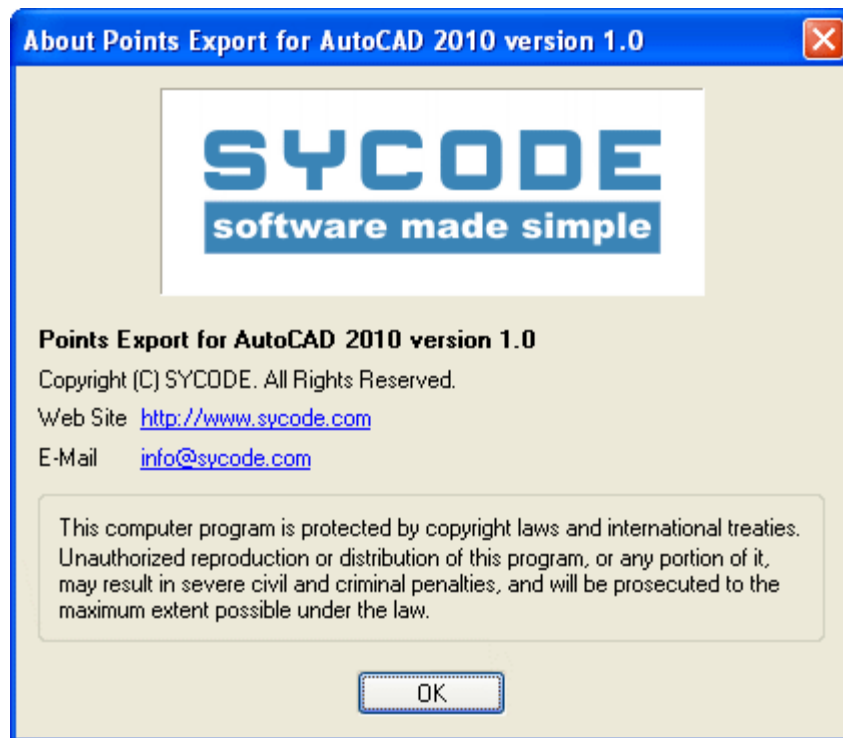 About Points Export for AutoCAD 2010 version 1.0
SYCODE
software made simple
Points Export for AutoCAD 2010 version 1.0
Copyright (C) SYCODE. All Rights Reserved.
Web Site http://www.sycode.com
E-Mail info@sycode.com
This computer program is protected by copyright laws and international treaties.
Unauthorized reproduction or distribution of this program, or any portion of it,
may result in severe civil and criminal penalties, and will be prosecuted to the
maximum extent possible under the law.
OK